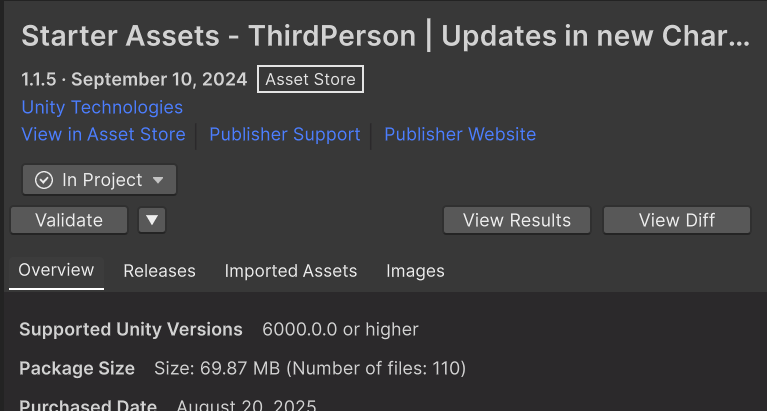 Starter Assets - ThirdPerson | Updates in new Char...
1.1.5 · September 10, 2024 Asset Store
Unity Technologies
View in Asset Store Publisher Support Publisher Website
In Project
Validate View Results View Diff
Overview Releases Imported Assets Images
Supported Unity Versions 6000.0.0 or higher
Package Size Size: 69.87 MB (Number of files: 110)
Purchased Date August 20, 2025